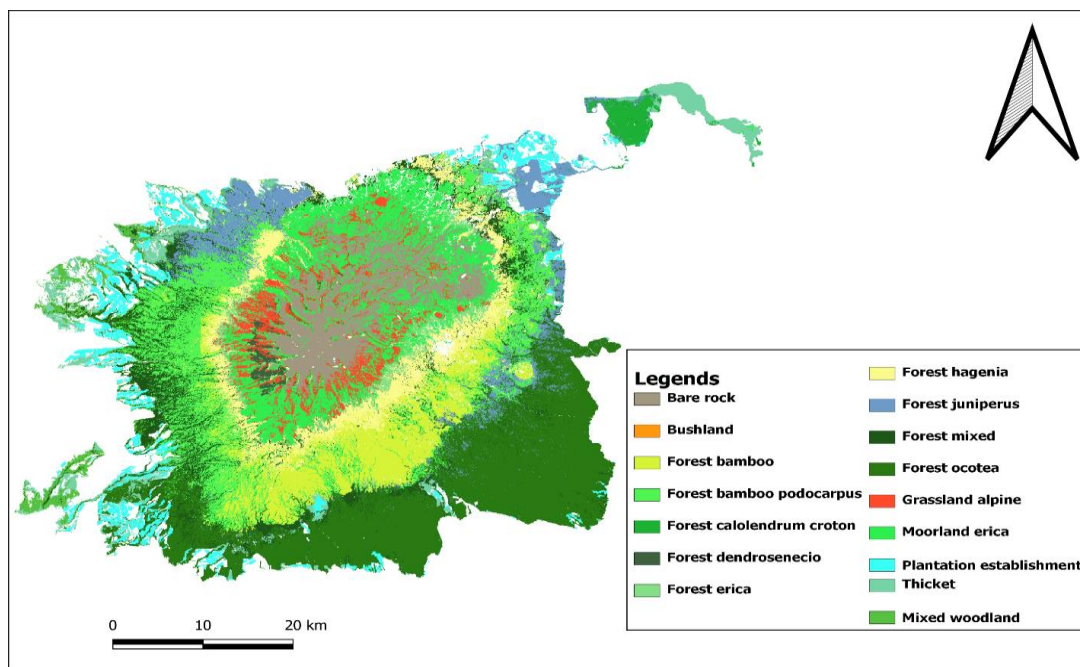 Legends
Bare rock
Bushland
Forest bamboo
Forest bamboo podocarpus
Forest calolendrum croton
Forest dendrosenecio
Forest erica
Forest hagenia
Forest juniperus
Forest mixed
Forest ocotea
Grassland alpine
Moorland erica
Plantation establishment
Thicket
Mixed woodland
0 10 20 km